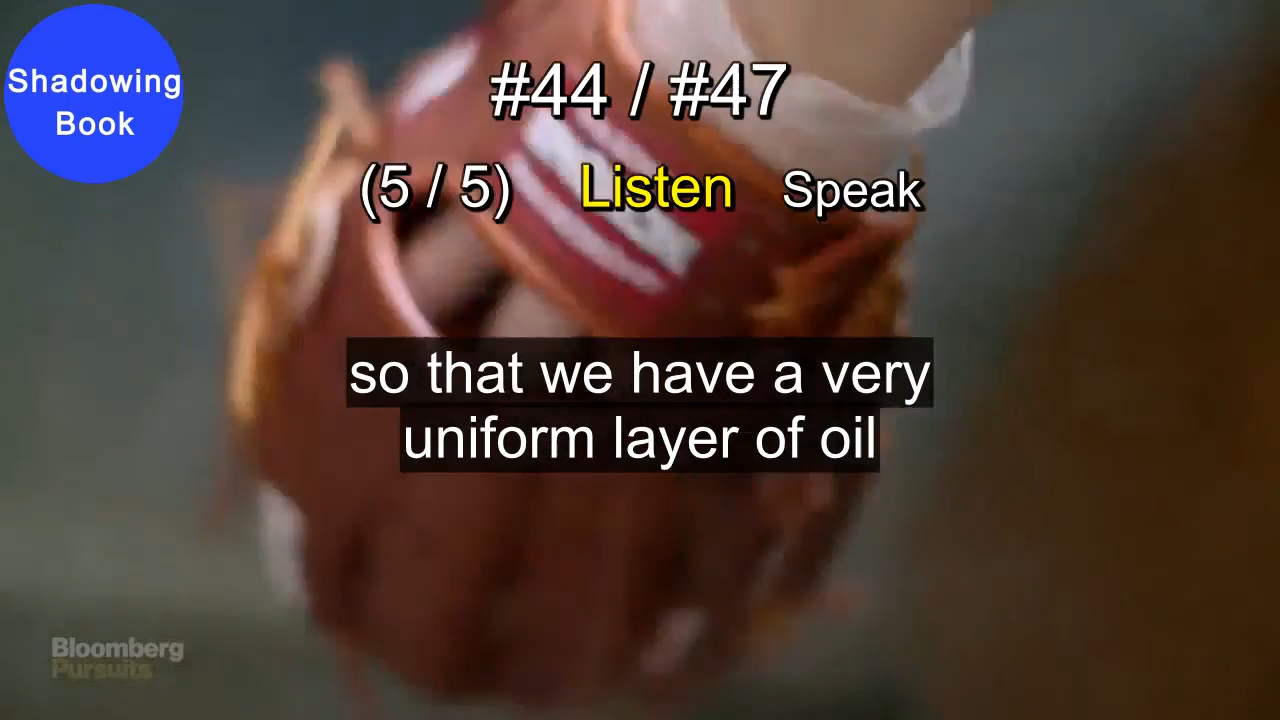 Shadowing
Book
#44 / #47
(5 / 5) Listen Speak
so that we have a very
uniform layer of oil
Bloomberg
Pursuits